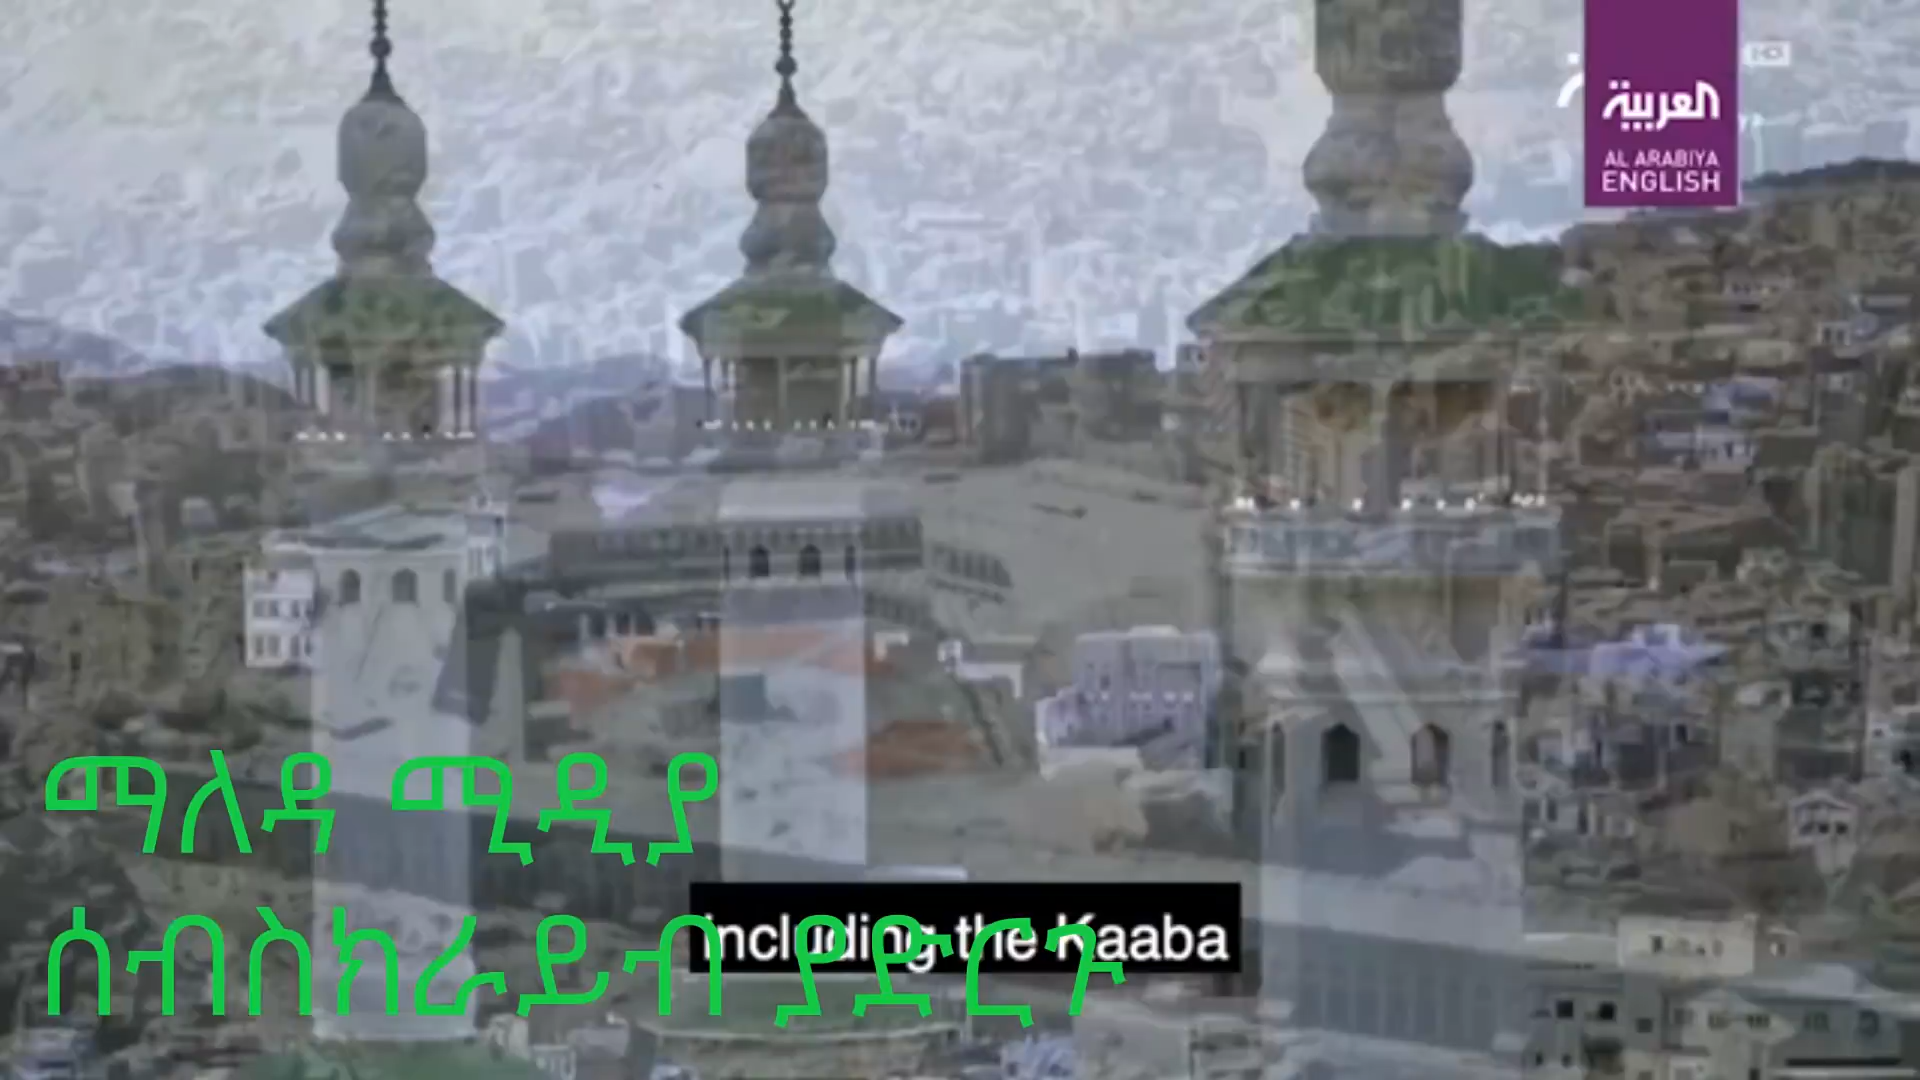 العربية
AL ARABIYA
ENGLISH
ማለዳ ሚዲያ
including the Kaaba
ሰብስክራይብ ያድርጉ